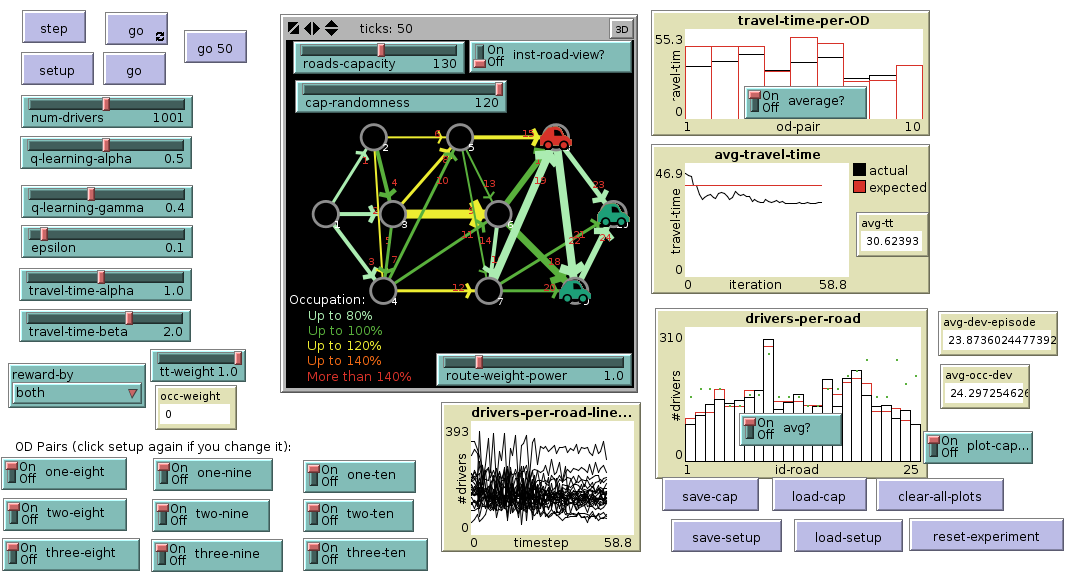 step
go
go 50
setup
go
num-drivers 1001
q-learning-alpha 0.5
q-learning-gamma 0.4
epsilon 0.1
travel-time-alpha 1.0
travel-time-beta 2.0
reward-by
both
tt-weight 1.0
occ-weight
0
OD Pairs (click setup again if you change it):
On
Off
one-eight
On
Off
one-nine
On
Off
one-ten
On
Off
two-eight
On
Off
two-nine
On
Off
two-ten
On
Off
three-eight
On
Off
three-nine
On
Off
three-ten
ticks: 50
3D
roads-capacity 130
On
Off
inst-road-view?
cap-randomness 120
2
5
3
6
4
7
Occupation:
Up to 80%
Up to 100%
Up to 120%
Up to 140%
More than 140%
route-weight-power 1.0
drivers-per-road-line...
393
#drivers
0
0 timestep 58.8
travel-time-per-OD
55.3
0
On
Off
average?
1 od-pair 10
avg-travel-time
46.9
travel-time
0
0 iteration 58.8
actual
expected
avg-tt
30.62393
drivers-per-road
310
#drivers
0
On
Off
avg?
1 id-road 25
avg-dev-episode
23.8736024477392
avg-occ-dev
24.29725462
On
Off
plot-cap...
save-cap
load-cap
clear-all-plots
save-setup
load-setup
reset-experiment